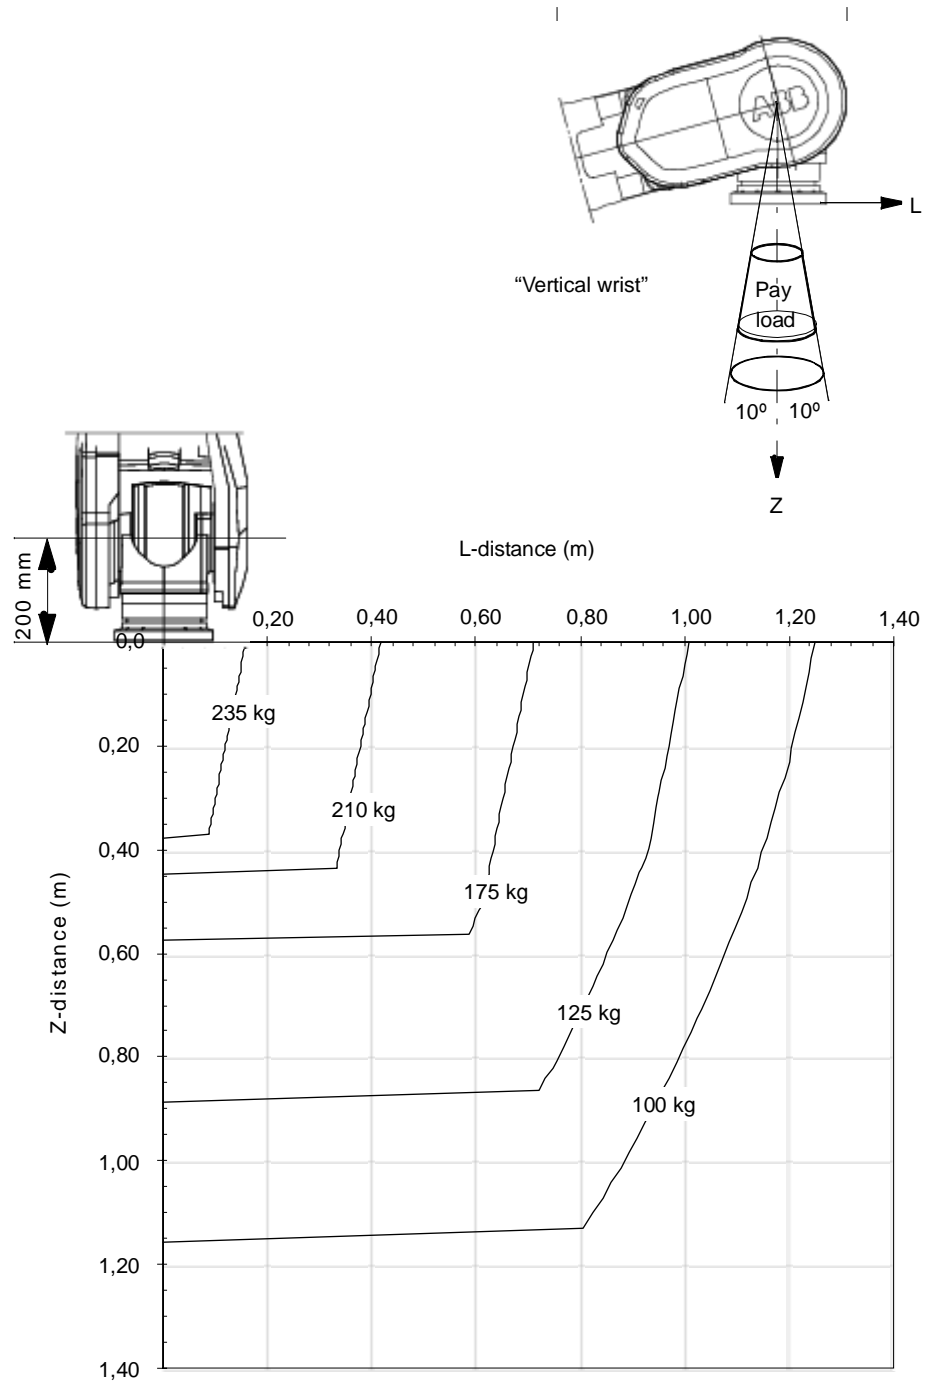 ABB
L
“Vertical wrist”
Pay
load
10º 10º
Z
200 mm
L-distance (m)
0,0 0,20 0,40 0,60 0,80 1,00 1,20 1,40
235 kg
0,20
210 kg
0,40
175 kg
0,60
Z-distance (m)
125 kg
0,80
100 kg
1,00
1,20
1,40